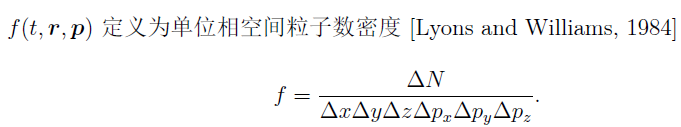 f(t, r, p) 定义为单位相空间粒子数密度 [Lyons and Williams, 1984]
f = ΔN / ΔxΔyΔzΔp_xΔp_yΔp_z.